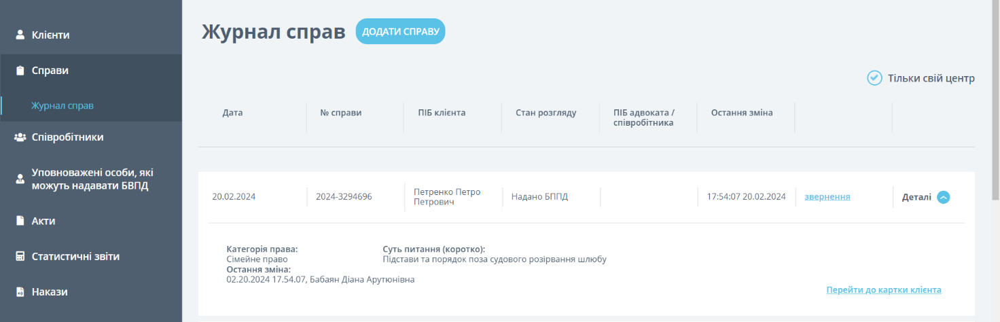 Клієнти
Справи
Журнал справ
Співробітники
Уповноважені особи, які
можуть надавати БВПД
Акти
Статистичні звіти
Накази
Журнал справ
ДОДАТИ СПРАВУ
Тільки свій центр
Дата
№ справи
ПІБ клієнта
Стан розгляду
ПІБ адвоката /
співробітника
Остання зміна
20.02.2024
2024-3294696
Петренко Петро
Петрович
Надано БППД
17:54:07 20.02.2024
звернення
Деталі
Категорія права:
Сімейне право
Остання зміна:
02.20.2024 17.54.07, Бабаян Діана Арутюнівна
Суть питання (коротко):
Підстави та порядок поза судового розірвання шлюбу
Перейти до картки клієнта